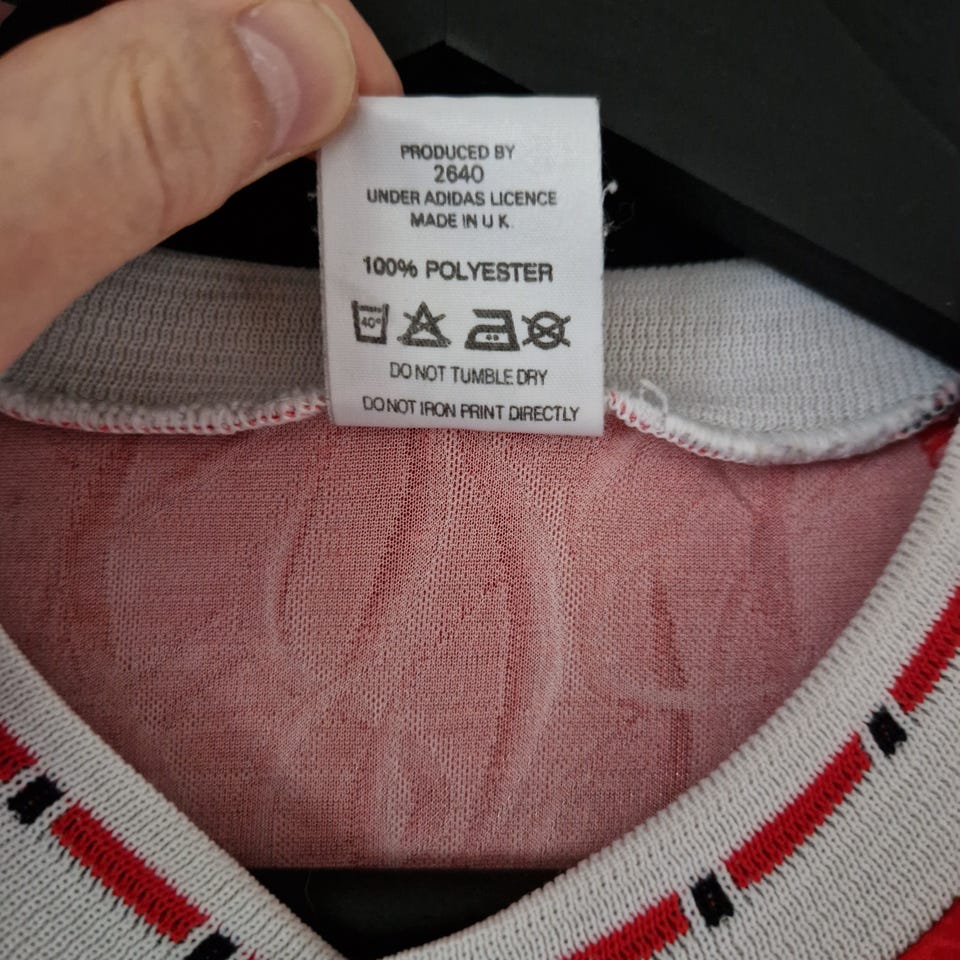 PRODUCED BY
2640
UNDER ADIDAS LICENCE
MADE IN U K.
100% POLYESTER
40°
DO NOT TUMBLE DRY
DO NOT IRON PRINT DIRECTLY